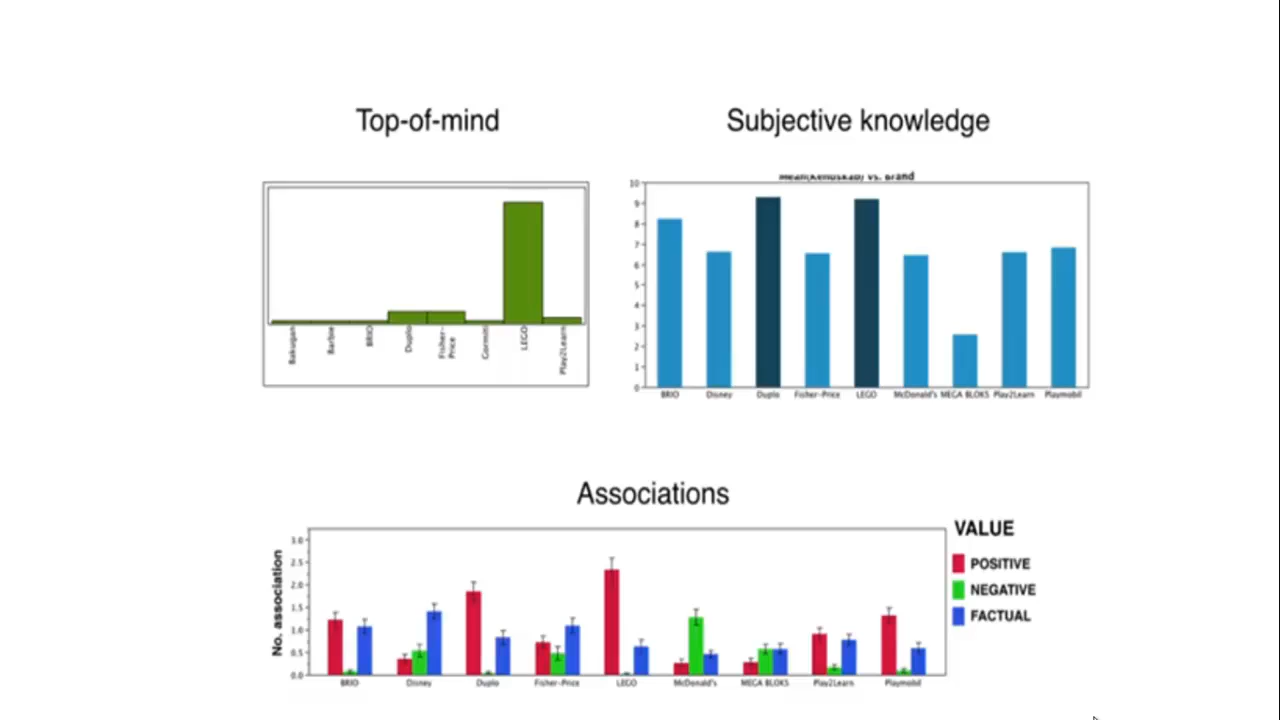 Top-of-mind
Subjective knowledge
vs. Brand
10
9
8
7
6
5
4
3
2
1
0
Bakugan
Barbie
BRIO
Duplo
Fisher-
Price
Gormiti
LEGO
Play2Learn
BRIO Disney Duplo Fisher-Price LEGO McDonald's MEGA BLOKS Play2Learn Playmobil
Associations
VALUE
POSITIVE
NEGATIVE
FACTUAL
No. association
3.0
2.5
2.0
1.5
1.0
0.5
0.0
BRIO Disney Duplo Fisher-Price LEGO McDonald's MEGA BLOKS Play2Learn Playmobil